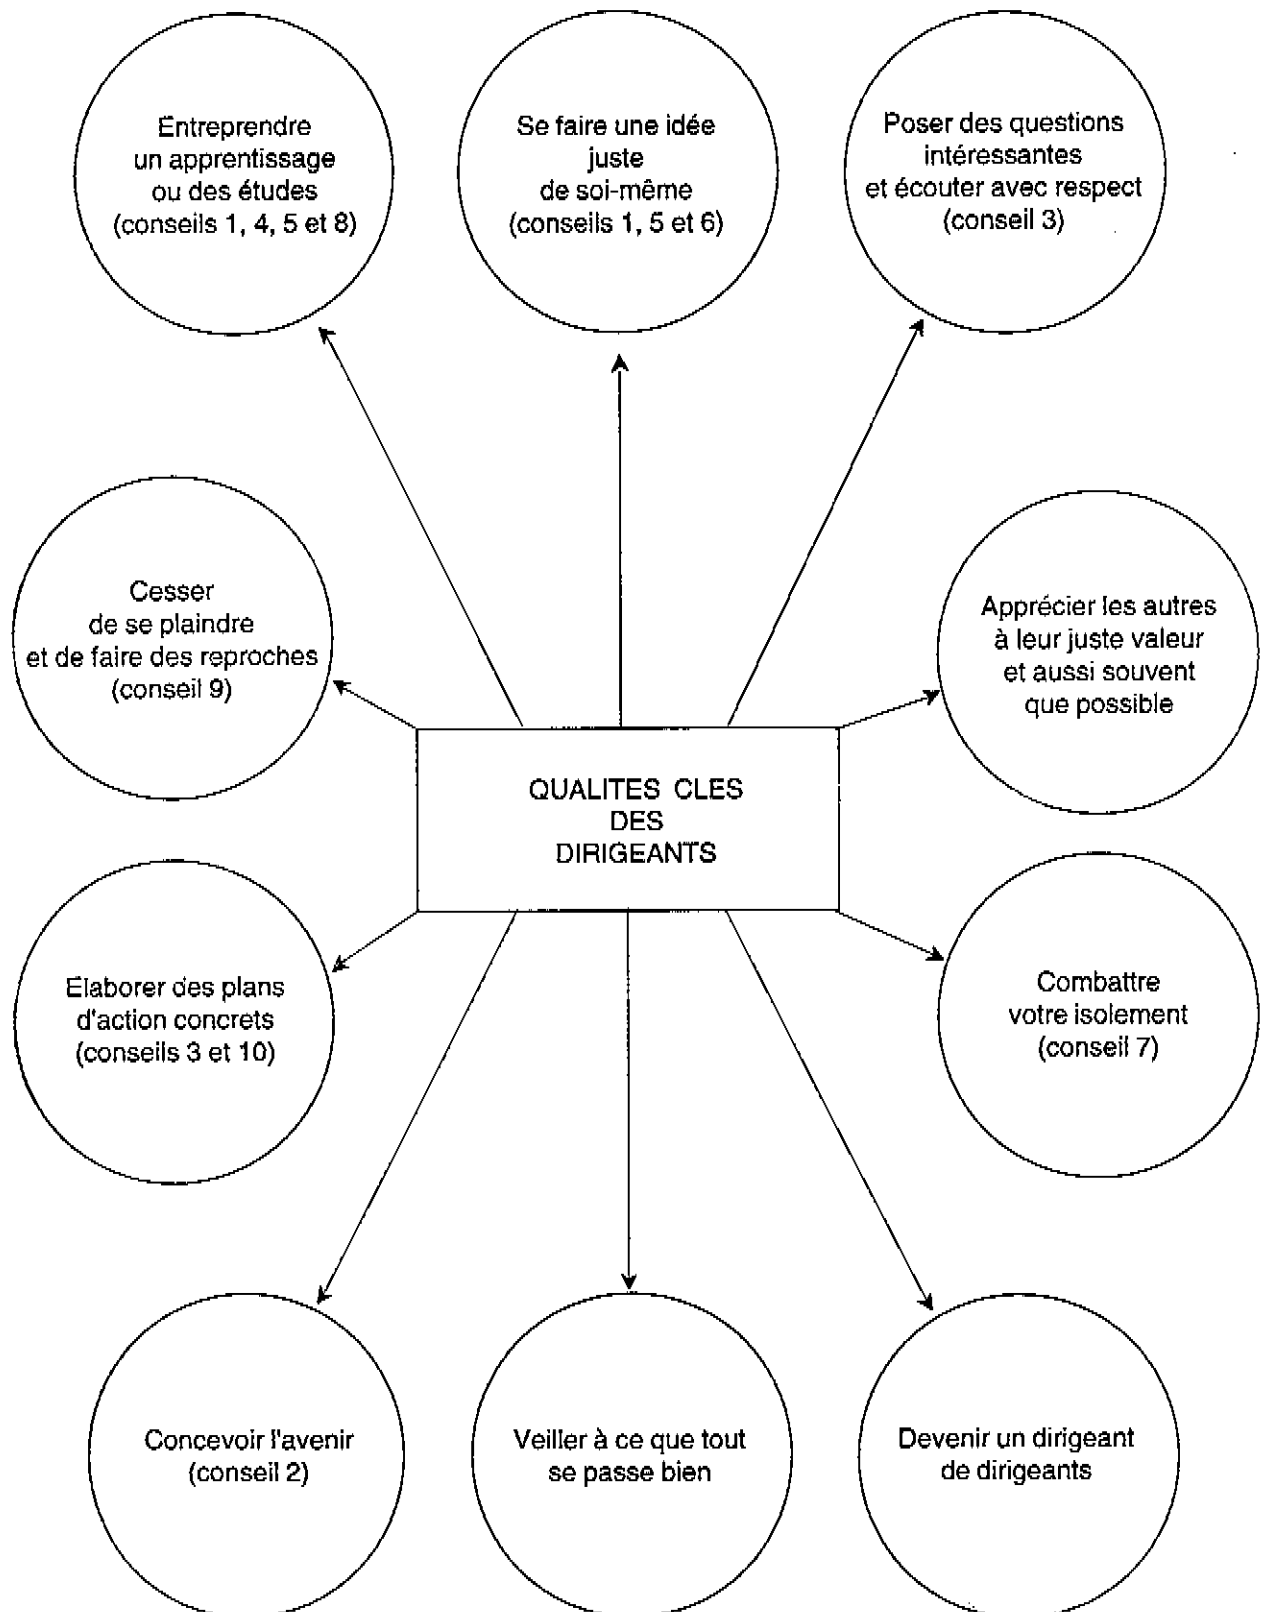 Entreprendre
un apprentissage
ou des études
(conseils 1, 4, 5 et 8)
Se faire une idée
juste
de soi-même
(conseils 1, 5 et 6)
Poser des questions
intéressantes
et écouter avec respect
(conseil 3)
Cesser
de se plaindre
et de faire des reproches
(conseil 9)
Apprécier les autres
à leur juste valeur
et aussi souvent
que possible
QUALITES CLES
DES
DIRIGEANTS
Elaborer des plans
d'action concrets
(conseils 3 et 10)
Combattre
votre isolement
(conseil 7)
Concevoir l'avenir
(conseil 2)
Veiller à ce que tout
se passe bien
Devenir un dirigeant
de dirigeants